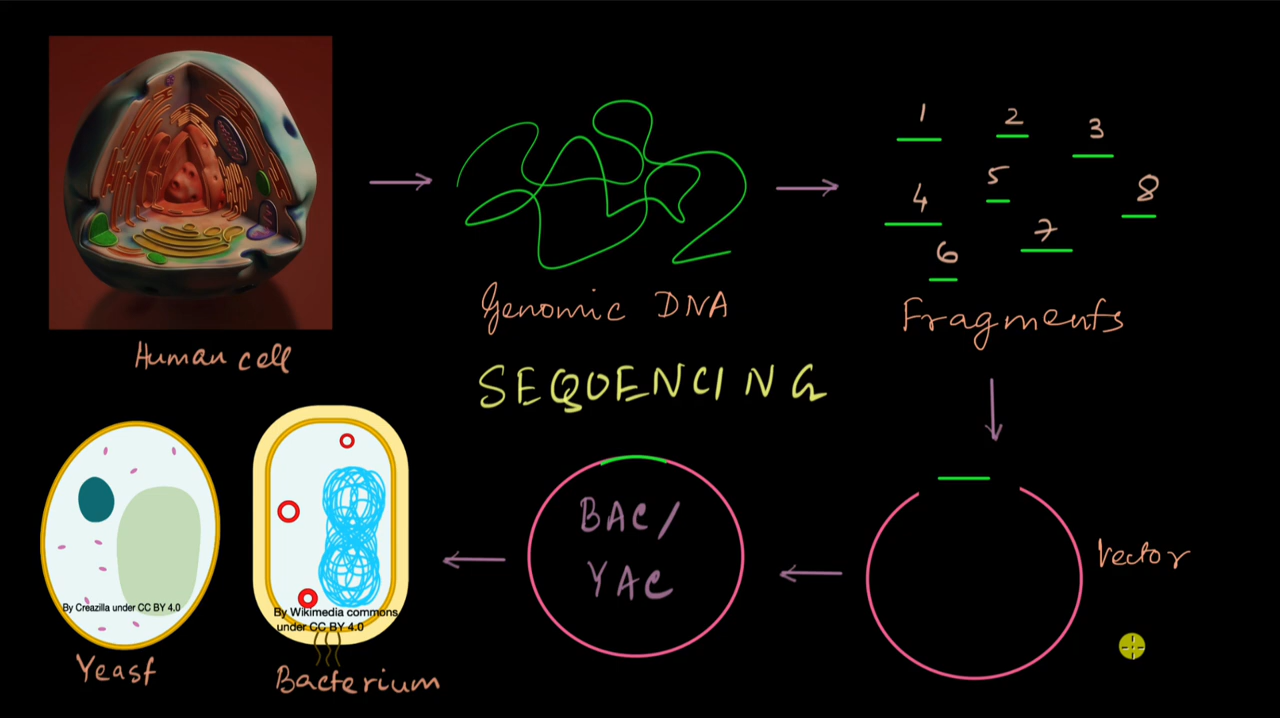 1
2
3
4
5
8
7
6
Genomic DNA
Fragments
Human cell
SEQUENCING
BAC/
YAC
Vector
By Creazilla under CC BY 4.0
By Wikimedia commons
under CC BY 4.0
Yeast
Bacterium